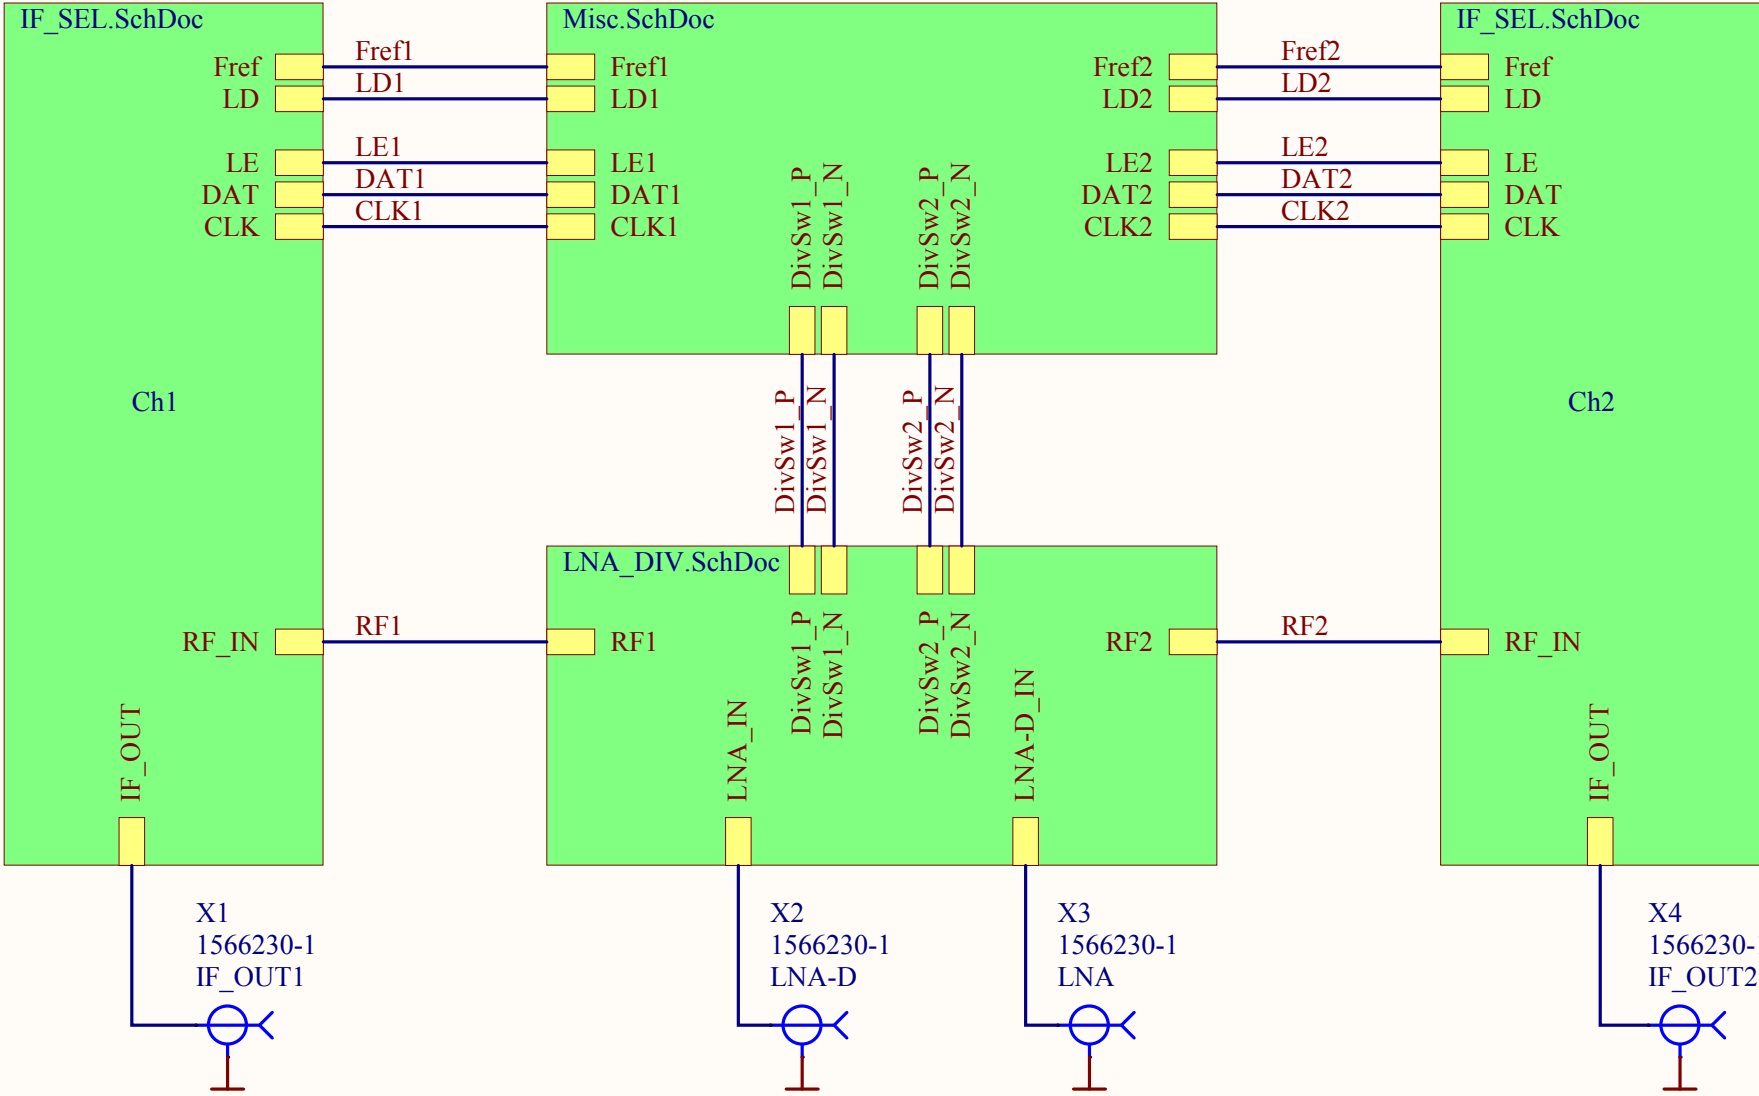 IF_SEL.SchDoc
Fref
LD
LE
DAT
CLK
Ch1
RF_IN
IF_OUT
Fref1
LD1
LE1
DAT1
CLK1
RF1
Misc.SchDoc
Fref1
LD1
LE1
DAT1
CLK1
DivSw1_P
DivSw1_N
DivSw2_P
DivSw2_N
Fref2
LD2
LE2
DAT2
CLK2
DivSw1_P
DivSw1_N
DivSw2_P
DivSw2_N
LNA_DIV.SchDoc
RF1
DivSw1_P
DivSw1_N
DivSw2_P
DivSw2_N
RF2
LNA_IN
LNA-D_IN
Fref2
LD2
LE2
DAT2
CLK2
RF2
IF_SEL.SchDoc
Fref
LD
LE
DAT
CLK
Ch2
RF_IN
IF_OUT
X1
1566230-1
IF_OUT1
X2
1566230-1
LNA-D
X3
1566230-1
LNA
X4
1566230-
IF_OUT2